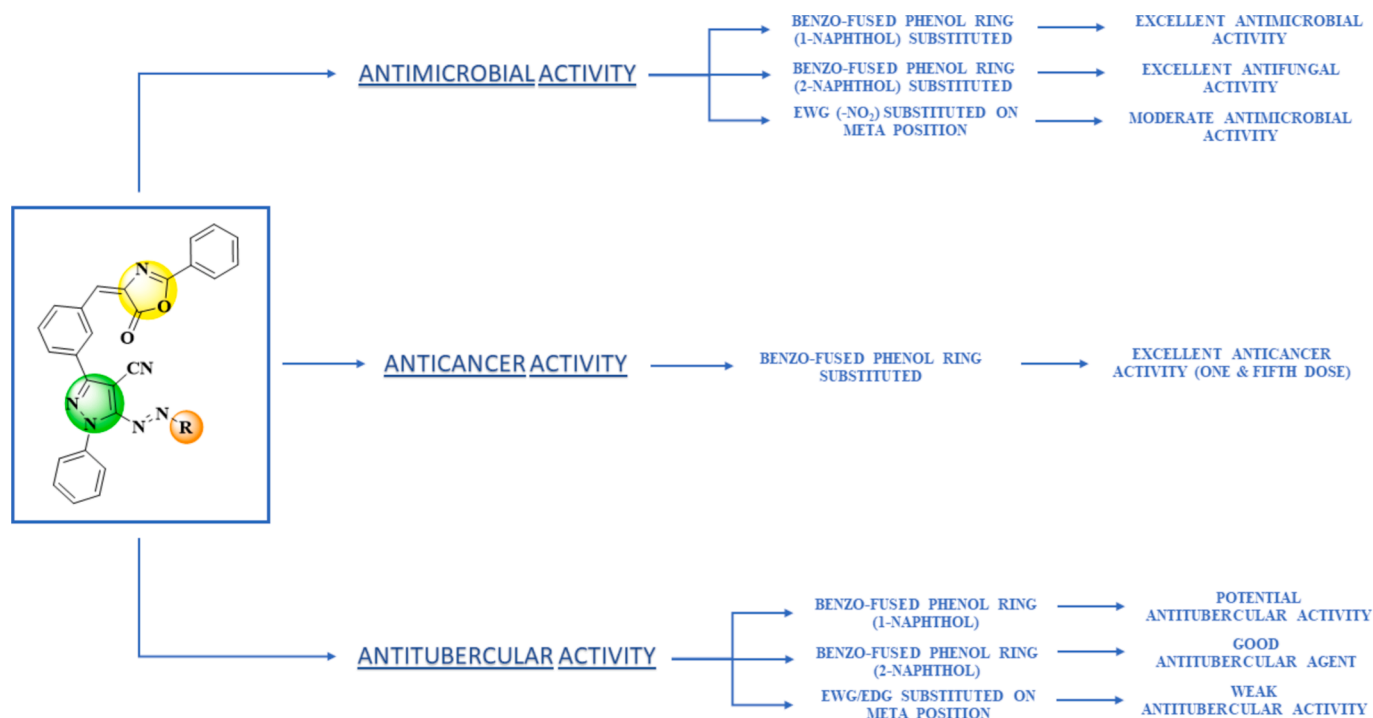 BENZO-FUSED PHENOL RING
(1-NAPHTHOL) SUBSTITUTED
EXCELLENT ANTIMICROBIAL
ACTIVITY
ANTIMICROBIAL ACTIVITY
BENZO-FUSED PHENOL RING
(2-NAPHTHOL) SUBSTITUTED
EXCELLENT ANTIFUNGAL
ACTIVITY
EWG (-NO₂) SUBSTITUTED ON
META POSITION
MODERATE ANTIMICROBIAL
ACTIVITY
N
O
O
CN
N
N
N
N
R
ANTICANCER ACTIVITY
BENZO-FUSED PHENOL RING
SUBSTITUTED
EXCELLENT ANTICANCER
ACTIVITY (ONE & FIFTH DOSE)
BENZO-FUSED PHENOL RING
(1-NAPHTHOL)
POTENTIAL
ANTITUBERCULAR ACTIVITY
ANTITUBERCULAR ACTIVITY
BENZO-FUSED PHENOL RING
(2-NAPHTHOL)
GOOD
ANTITUBERCULAR AGENT
EWG/EDG SUBSTITUTED ON
META POSITION
WEAK
ANTITUBERCULAR ACTIVITY